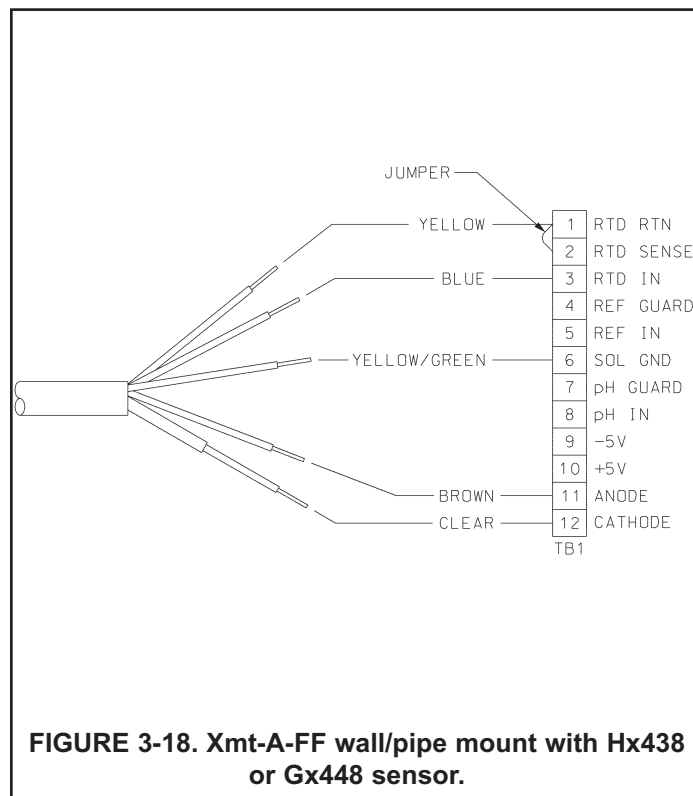 JUMPER
YELLOW 1 RTD RTN
2 RTD SENSE
BLUE 3 RTD IN
4 REF GUARD
5 REF IN
YELLOW/GREEN 6 SOL GND
7 pH GUARD
8 pH IN
9 -5V
10 +5V
BROWN 11 ANODE
CLEAR 12 CATHODE
TB1
FIGURE 3-18. Xmt-A-FF wall/pipe mount with Hx438
or Gx448 sensor.